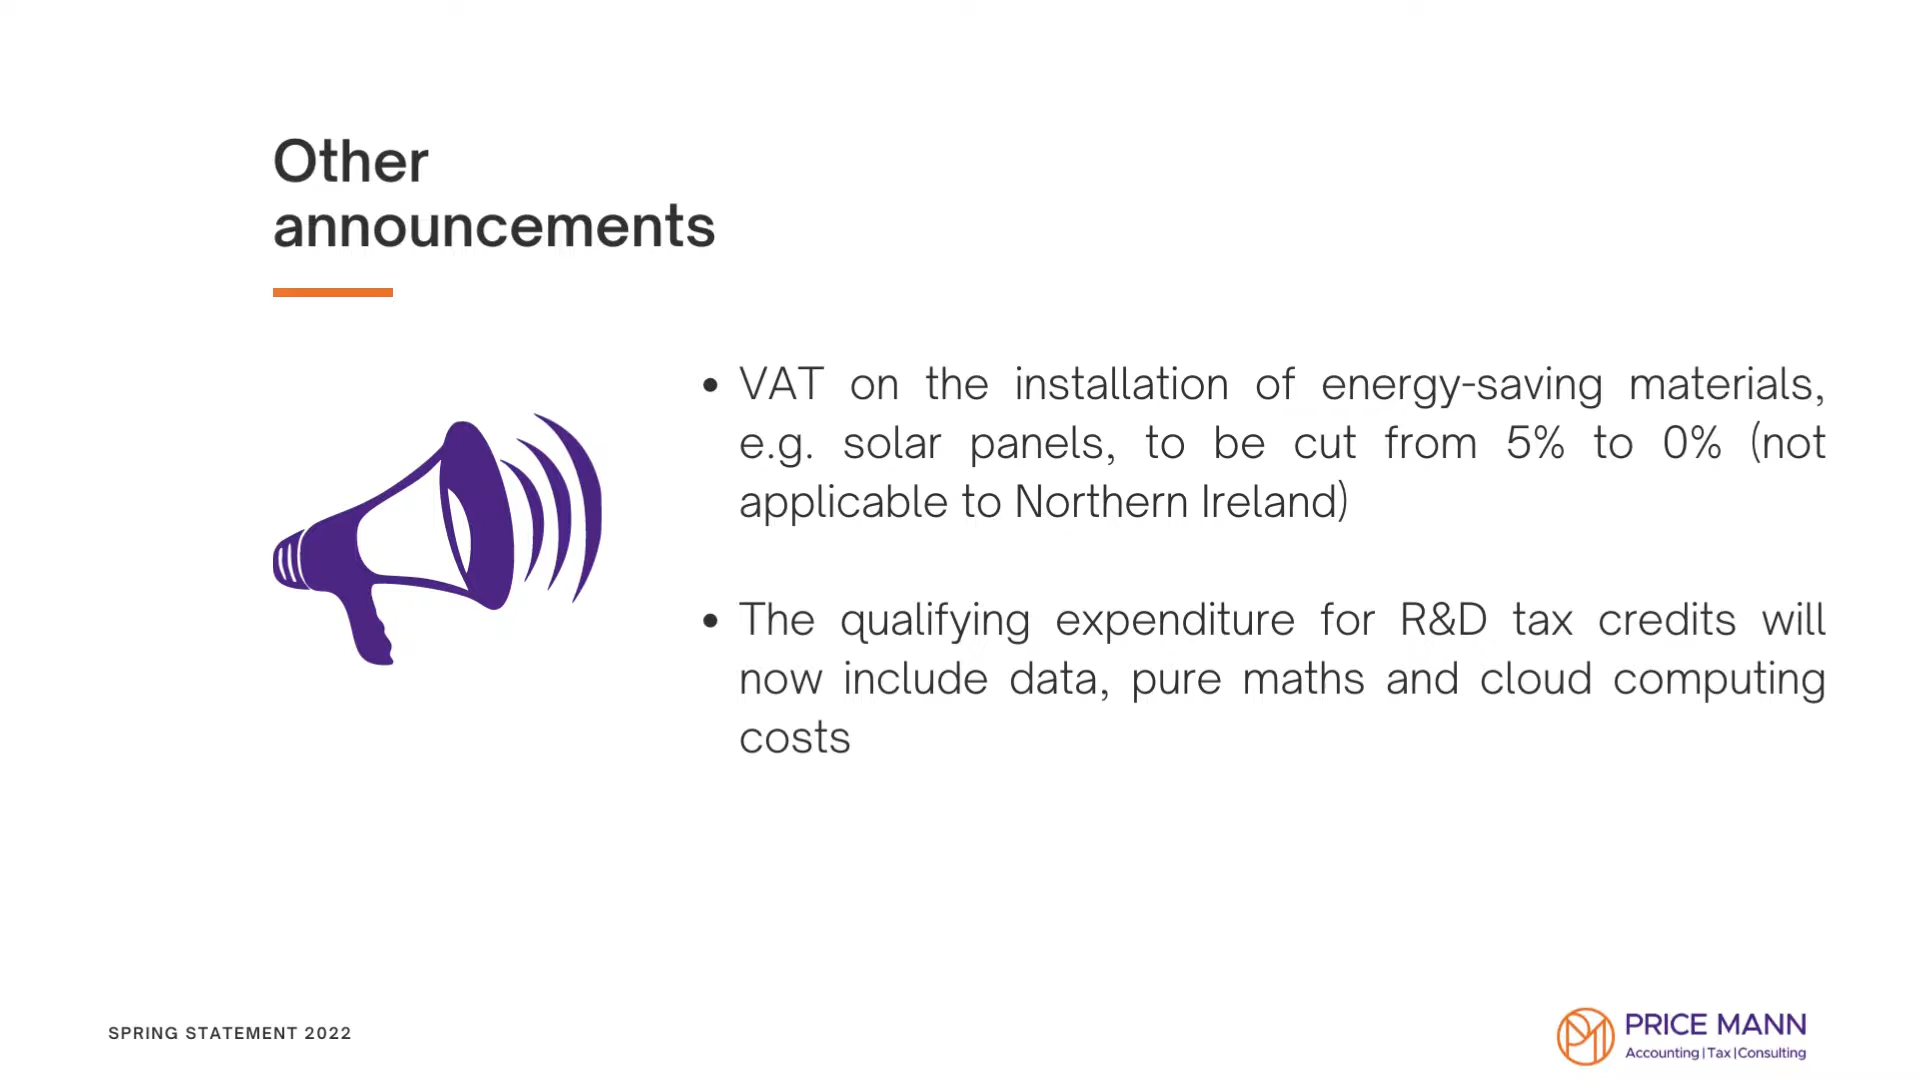 Other
announcements
• VAT on the installation of energy-saving materials,
e.g. solar panels, to be cut from 5% to 0% (not
applicable to Northern Ireland)
• The qualifying expenditure for R&D tax credits will
now include data, pure maths and cloud computing
costs
SPRING STATEMENT 2022
PRICE MANN
Accounting|Tax|Consulting